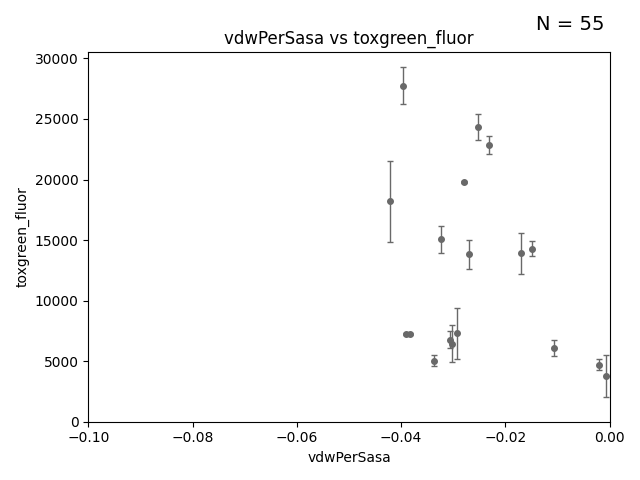 N = 55
vdwPerSasa vs toxgreen_fluor
30000
25000
20000
15000
10000
5000
0
toxgreen_fluor
−0.10 −0.08 −0.06 −0.04 −0.02 0.00
vdwPerSasa